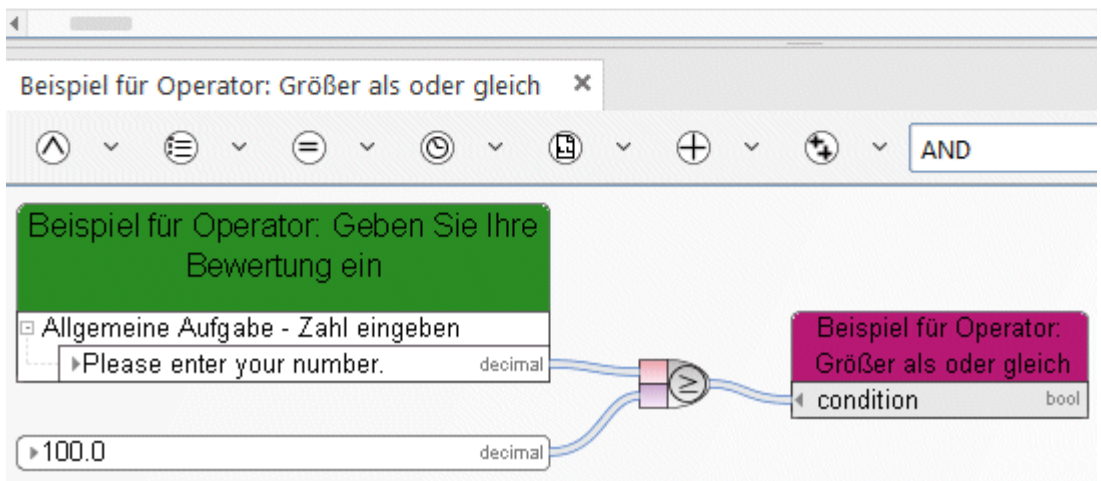 Beispiel für Operator: Größer als oder gleich
AND
Beispiel für Operator: Geben Sie Ihre
Bewertung ein
Allgemeine Aufgabe - Zahl eingeben
Please enter your number. decimal
100.0 decimal
≥
Beispiel für Operator:
Größer als oder gleich
condition bool